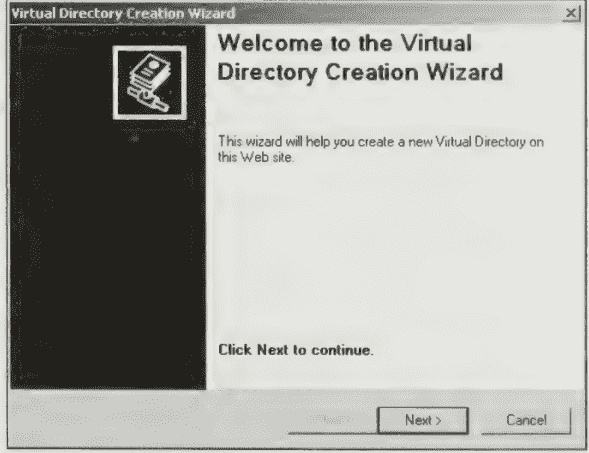 Virtual Directory Creation Wizard
Welcome to the Virtual
Directory Creation Wizard
This wizard will help you create a new Virtual Directory on
this Web site.
Click Next to continue.
Next >
Cancel